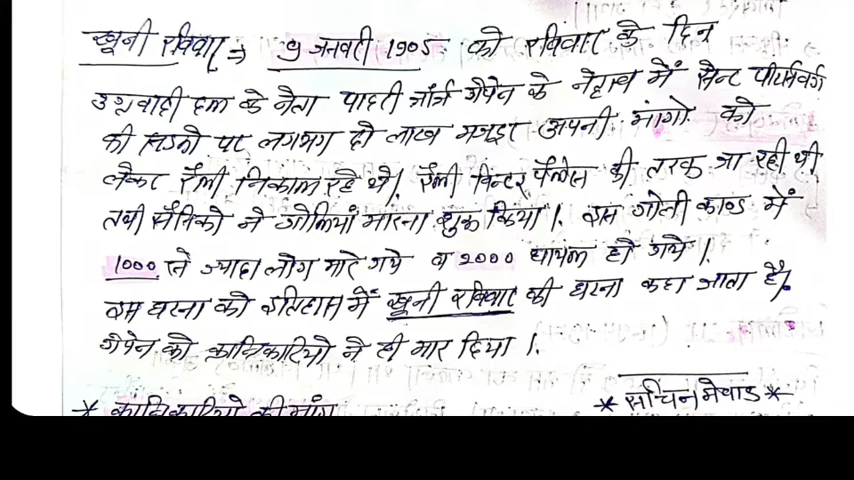 खूनी रविवार ⇒ 9 जनवरी 1905 को रविवार के दिन
उग्रवादी दल के नेता पादरी जॉर्ज गेपेन के नेतृत्व में सेन्ट पीटर्सबर्ग
की सड़को पर लगभग दो लाख मजदूर अपनी मांगो को
लेकर रैली निकाल रहे थे। रैली विन्टर पैलेस की तरफ जा रही थी
तभी सैनिको ने गोलियां मारना शुरू किया। इस गोली काण्ड में
1000 से ज्यादा लोग मारे गये व 2000 घायल हो गये।
इस घटना को इतिहास में खूनी रविवार की घटना कहा जाता है।
गेपेन को क्रान्तिकारियो ने ही मार दिया।
* क्रान्तिकारियो की मांग
* सचिन मेवाड *